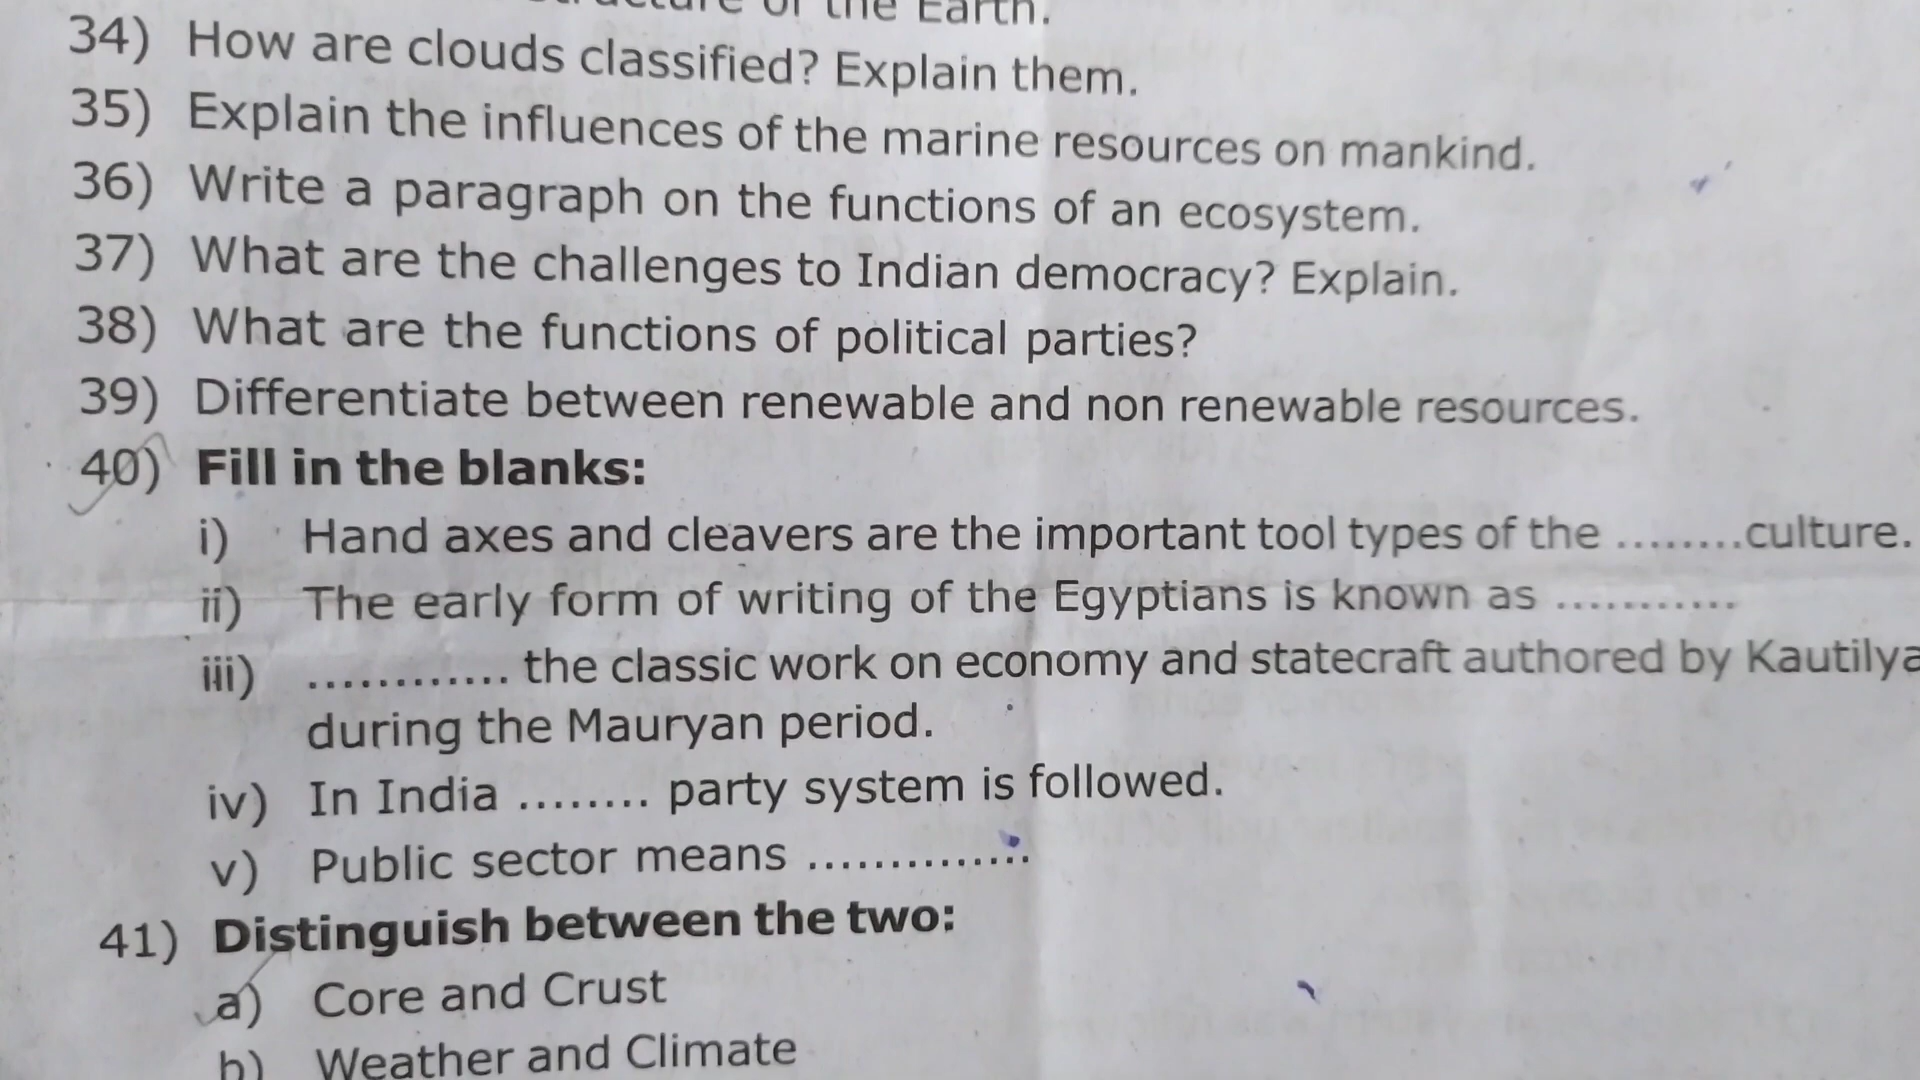 of the Earth.
34) How are clouds classified? Explain them.
35) Explain the influences of the marine resources on mankind.
36) Write a paragraph on the functions of an ecosystem.
37) What are the challenges to Indian democracy? Explain.
38) What are the functions of political parties?
39) Differentiate between renewable and non renewable resources.
40) Fill in the blanks:
i) Hand axes and cleavers are the important tool types of the ........culture.
ii) The early form of writing of the Egyptians is known as ...........
iii) ............. the classic work on economy and statecraft authored by Kautilya
during the Mauryan period.
iv) In India ........ party system is followed.
v) Public sector means ..............
41) Distinguish between the two:
a) Core and Crust
b) Weather and Climate